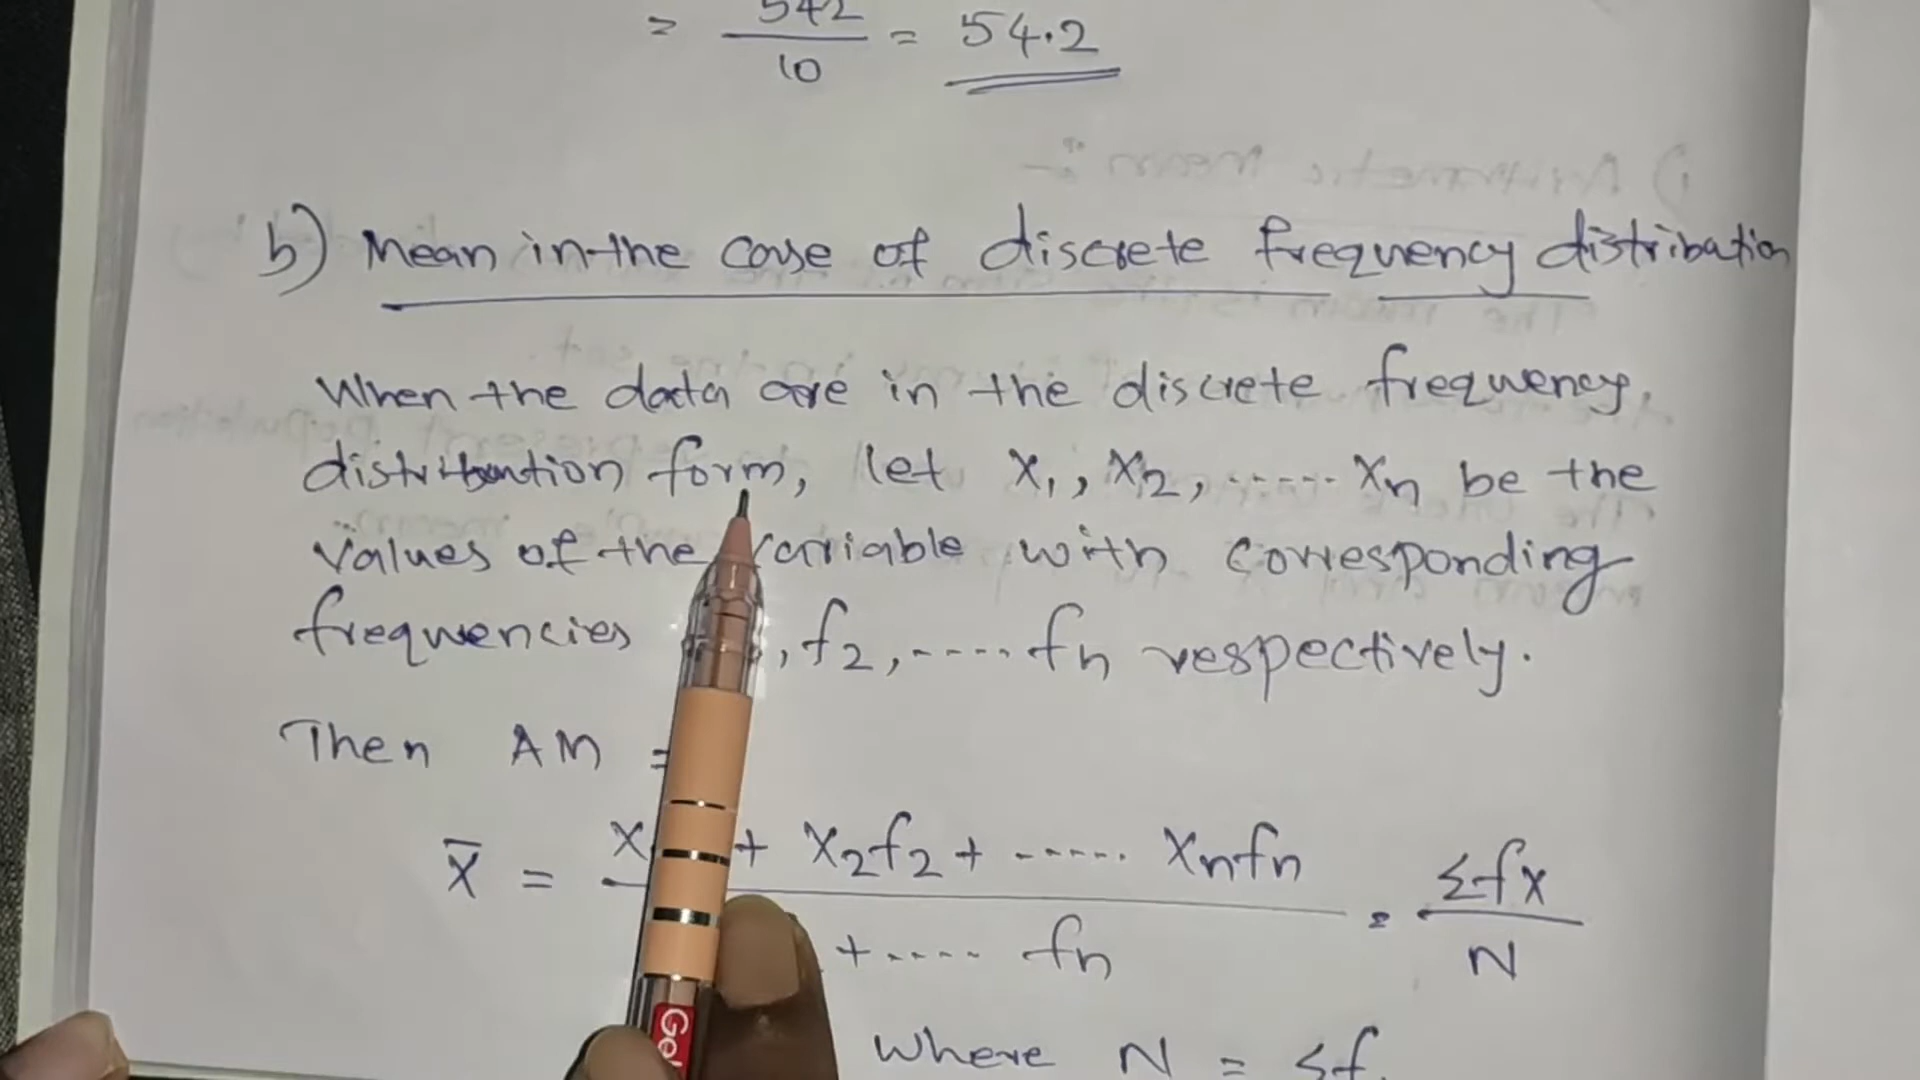 = 542/10 = 54.2
b) Mean in the case of discrete frequency distribution
When the data are in the discrete frequency
distribution form, let x₁, x₂, ..... xn be the
values of the variable with corresponding
frequencies , f₂, ..... fn respectively.
Then AM =
x̄ = x + x₂f₂ + ..... xnfn / + .... fn = Σfx / N
where N = Σf.
Gel